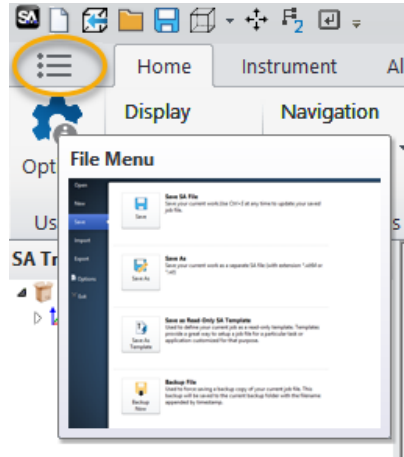 SA
2
Home Instrument Al
Display Navigation
Opt
File Menu
Us
s
SA Tr
Open
New
Save
Import
Export
Options
Exit
Save
Save SA File
Save your current work.Use Ctrl+S at any time to update your saved
job file.
Save As
Save As
Save your current work as a separate SA file (with extension ".xit64 or
".xit)
Save As
Template
Save as Read-Only SA Template
Used to define your current job as a read-only template. Templates
provide a great way to setup a job file for a particular task or
application customized for that purpose.
Backup
Now
Backup File
Used to force saving a backup copy of your current job file. This
backup will be saved to the current backup folder with the filename
appended by timestamp.